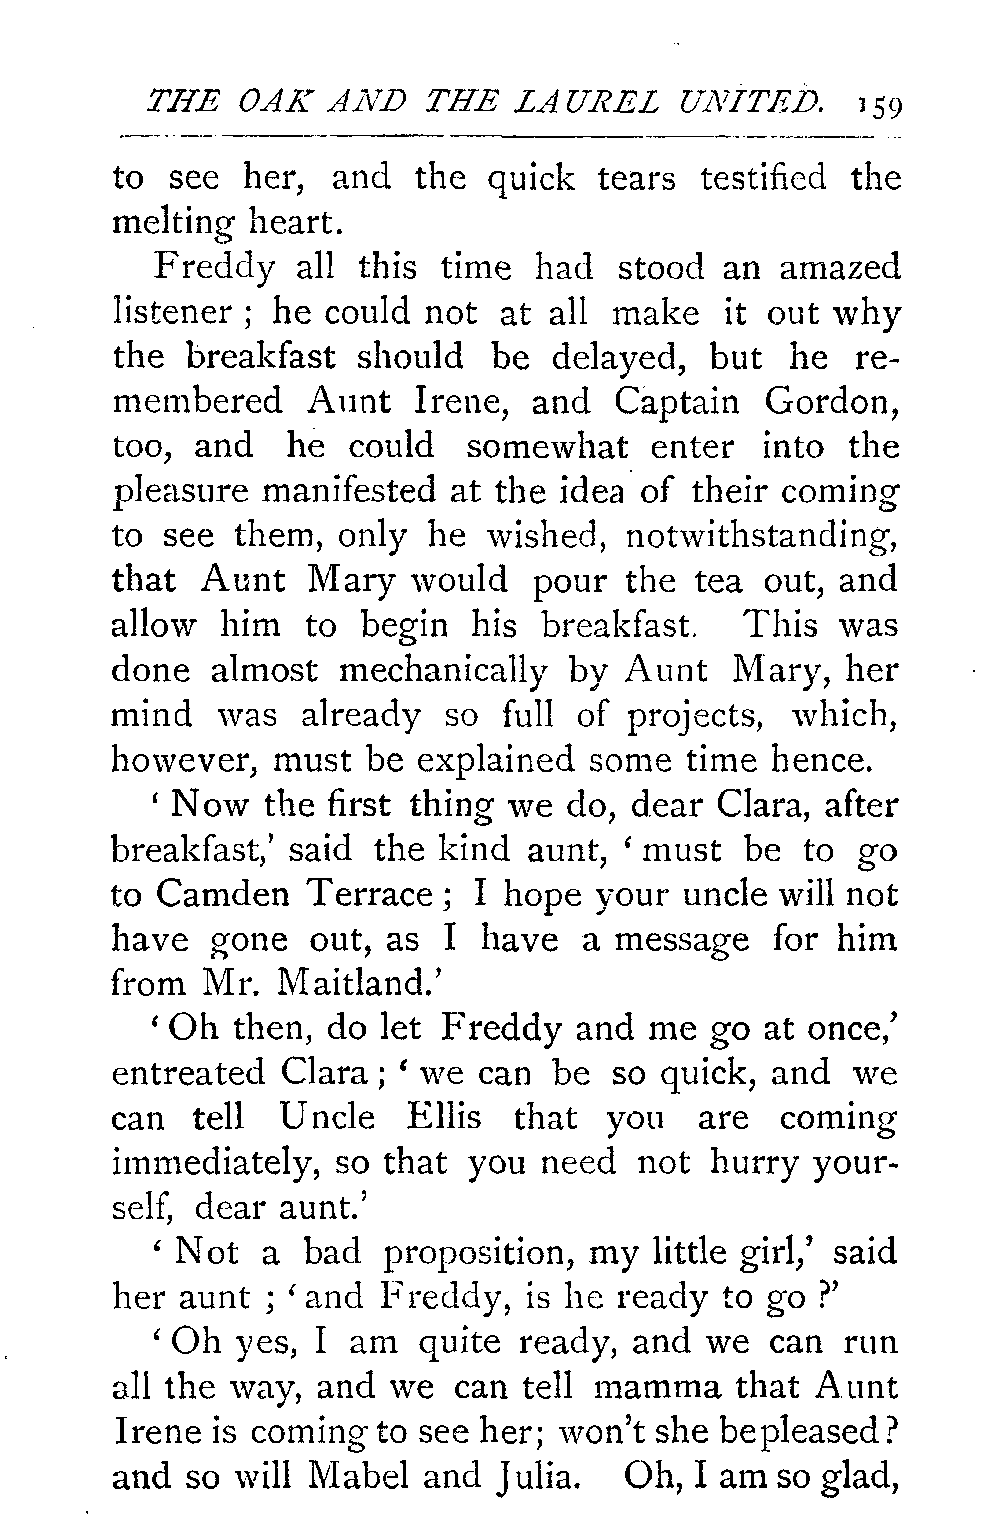 THE OAK AND THE LAUREL UNITED. 159
to see her, and the quick tears testified the
melting heart.
Freddy all this time had stood an amazed
listener ; he could not at all make it out why
the breakfast should be delayed, but he re-
membered Aunt Irene, and Captain Gordon,
too, and he could somewhat enter into the
pleasure manifested at the idea of their coming
to see them, only he wished, notwithstanding,
that Aunt Mary would pour the tea out, and
allow him to begin his breakfast. This was
done almost mechanically by Aunt Mary, her
mind was already so full of projects, which,
however, must be explained some time hence.
‘ Now the first thing we do, dear Clara, after
breakfast,’ said the kind aunt, ‘ must be to go
to Camden Terrace ; I hope your uncle will not
have gone out, as I have a message for him
from Mr. Maitland.’
‘ Oh then, do let Freddy and me go at once,’
entreated Clara ; ‘ we can be so quick, and we
can tell Uncle Ellis that you are coming
immediately, so that you need not hurry your-
self, dear aunt.’
‘ Not a bad proposition, my little girl,’ said
her aunt ; ‘ and Freddy, is he ready to go ?’
‘ Oh yes, I am quite ready, and we can run
all the way, and we can tell mamma that Aunt
Irene is coming to see her; won’t she bepleased ?
and so will Mabel and Julia. Oh, I am so glad,